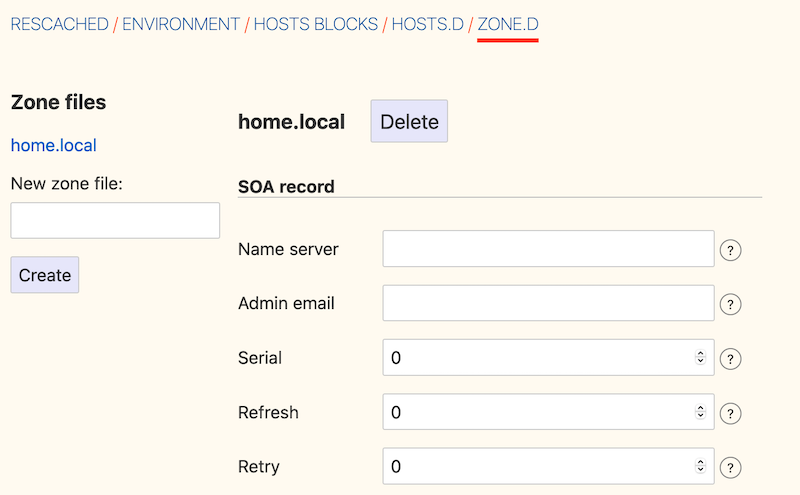 RESCACHED / ENVIRONMENT / HOSTS BLOCKS / HOSTS.D / ZONE.D
Zone files
home.local
New zone file:
Create
home.local
Delete
SOA record
Name server
?
Admin email
?
Serial
0
?
Refresh
0
?
Retry
0
?